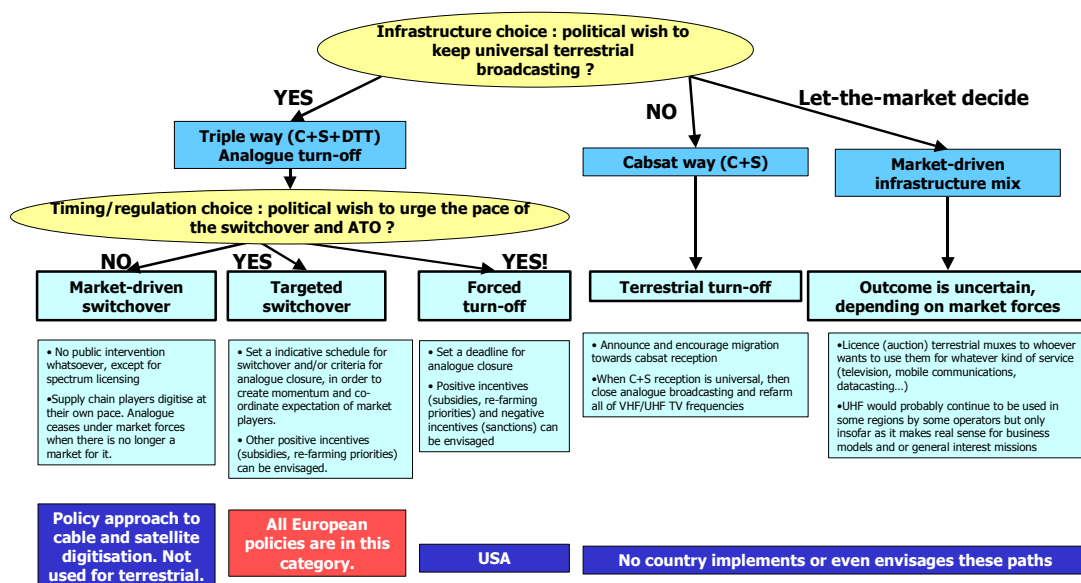 Infrastructure choice : political wish to
keep universal terrestrial
broadcasting ?
YES
NO
Let-the-market decide
Triple way (C+S+DTT)
Analogue turn-off
Cabsat way (C+S)
Market-driven
infrastructure mix
Timing/regulation choice : political wish to urge the pace of
the switchover and ATO ?
NO
YES
YES!
Market-driven
switchover
Targeted
switchover
Forced
turn-off
Terrestrial turn-off
Outcome is uncertain,
depending on market forces
• No public intervention
whatsoever, except for
spectrum licensing
•Supply chain players digitise at
their own pace. Analogue
ceases under market forces
when there is no longer a
market for it.
• Set a indicative schedule for
switchover and/or criteria for
analogue closure, in order to
create momentum and co-
ordinate expectation of market
players.
• Other positive incentives
(subsidies, re-farming priorities)
can be envisaged.
• Set a deadline for
analogue closure
• Positive incentives
(subsidies, re-farming
priorities) and negative
incentives (sanctions) can
be envisaged
• Announce and encourage migration
towards cabsat reception
•When C+S reception is universal, then
close analogue broadcasting and refarm
all of VHF/UHF TV frequencies
•Licence (auction) terrestrial muxes to whoever
wants to use them for whatever kind of service
(television, mobile communications,
datacasting...)
•UHF would probably continue to be used in
some regions by some operators but only
insofar as it makes real sense for business
models and or general interest missions
Policy approach to
cable and satellite
digitisation. Not
used for terrestrial.
All European
policies are in this
category.
USA
No country implements or even envisages these paths